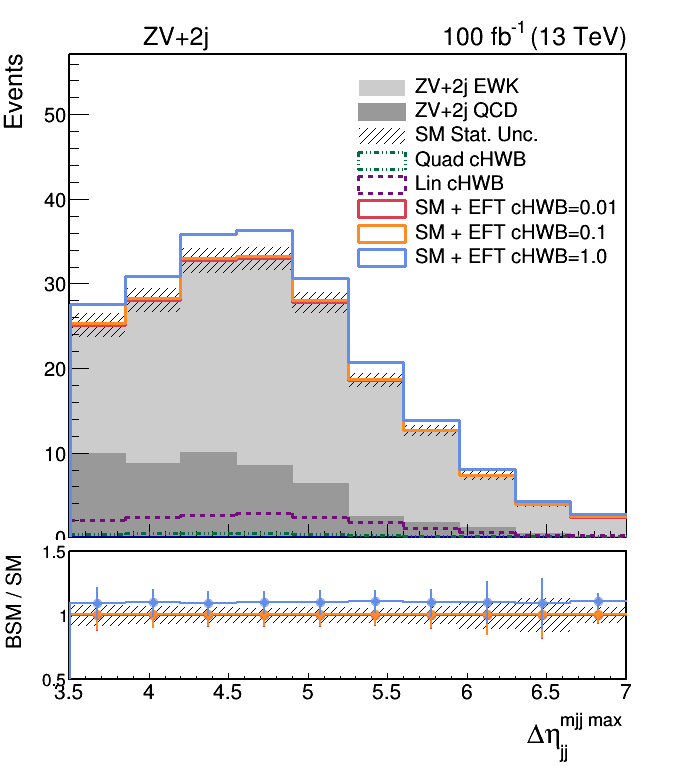 ZV+2j 100 fb⁻¹ (13 TeV)
Events
50
40
30
20
10
0
ZV+2j EWK
ZV+2j QCD
SM Stat. Unc.
Quad cHWB
Lin cHWB
SM + EFT cHWB=0.01
SM + EFT cHWB=0.1
SM + EFT cHWB=1.0
BSM / SM
1.5
1
0.5
3.5 4 4.5 5 5.5 6 6.5 7
Δη_jj^mjj max